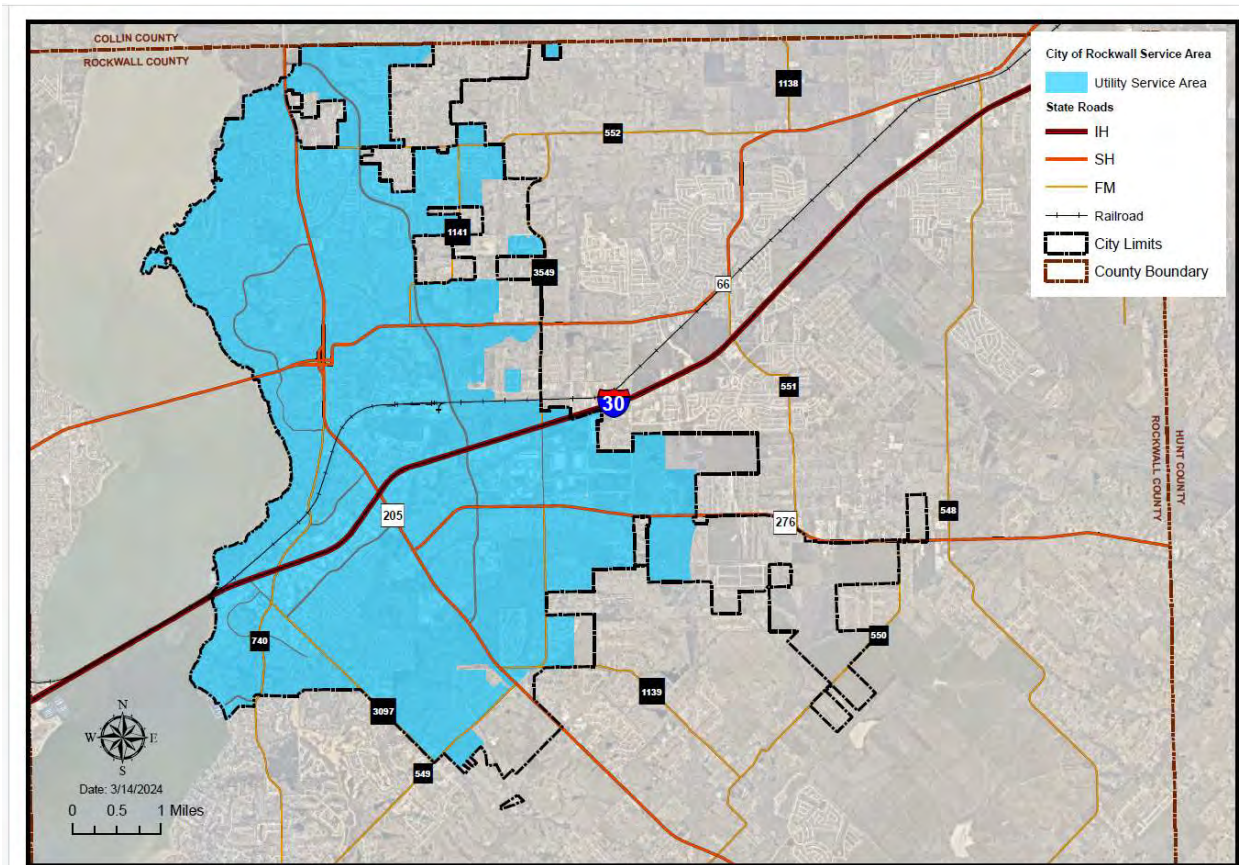 COLLIN COUNTY
ROCKWALL COUNTY
City of Rockwall Service Area
Utility Service Area
State Roads
IH
SH
FM
Railroad
City Limits
County Boundary
1138
552
1141
3549
66
551
30
ROCKWALL COUNTY
HUNT COUNTY
205
276
548
740
550
1139
3097
549
N
W E
S
Date: 3/14/2024
0 0.5 1 Miles